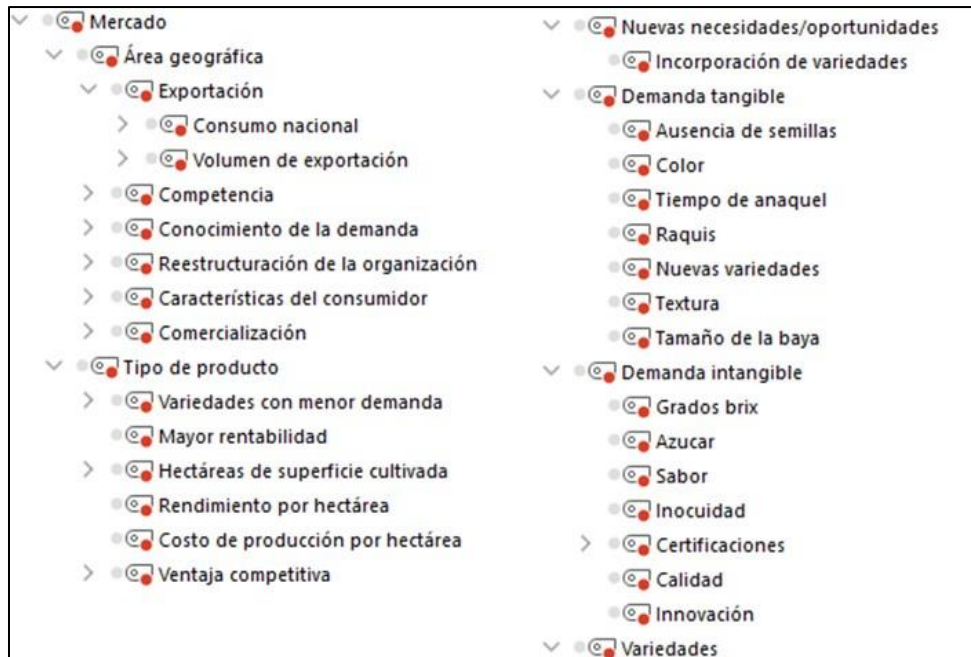 Mercado
Área geográfica
Exportación
Consumo nacional
Volumen de exportación
Competencia
Conocimiento de la demanda
Reestructuración de la organización
Características del consumidor
Comercialización
Tipo de producto
Variedades con menor demanda
Mayor rentabilidad
Hectáreas de superficie cultivada
Rendimiento por hectárea
Costo de producción por hectárea
Ventaja competitiva
Nuevas necesidades/oportunidades
Incorporación de variedades
Demanda tangible
Ausencia de semillas
Color
Tiempo de anaquel
Raquis
Nuevas variedades
Textura
Tamaño de la baya
Demanda intangible
Grados brix
Azucar
Sabor
Inocuidad
Certificaciones
Calidad
Innovación
Variedades